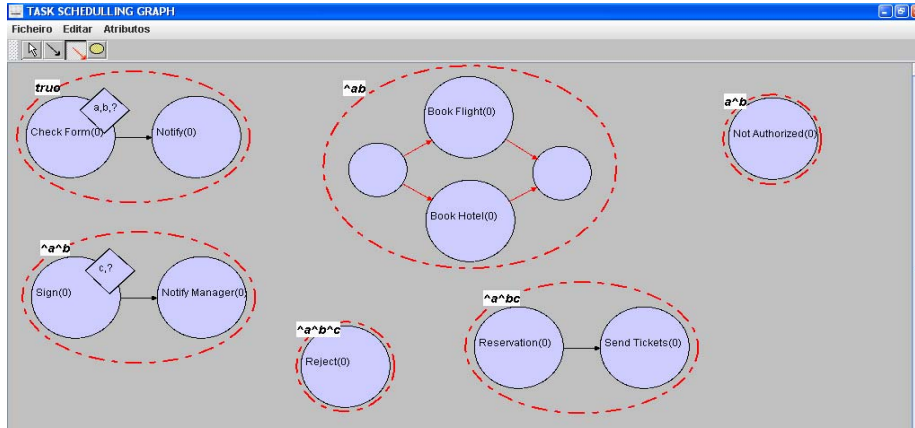 TASK SCHEDULLING GRAPH
Ficheiro Editar Atributos
true
a,b,?
Check Form(0)
Notify(0)
^ab
Book Flight(0)
Book Hotel(0)
a^b
Not Authorized(0)
^a^b
c,?
Sign(0)
Notify Manager(0)
^a^b^c
Reject(0)
^a^bc
Reservation(0)
Send Tickets(0)